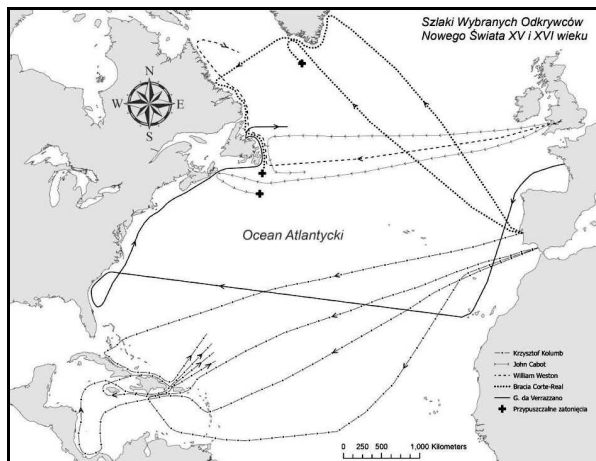 Szlaki Wybranych Odkrywców
Nowego Świata XV i XVI wieku
N
W E
S
Ocean Atlantycki
Krzysztof Kolumb
John Cabot
William Weston
Bracia Corte-Real
G. da Verrazzano
Przypuszczalne zatonięcia
0 250 500 1,000 Kilometers